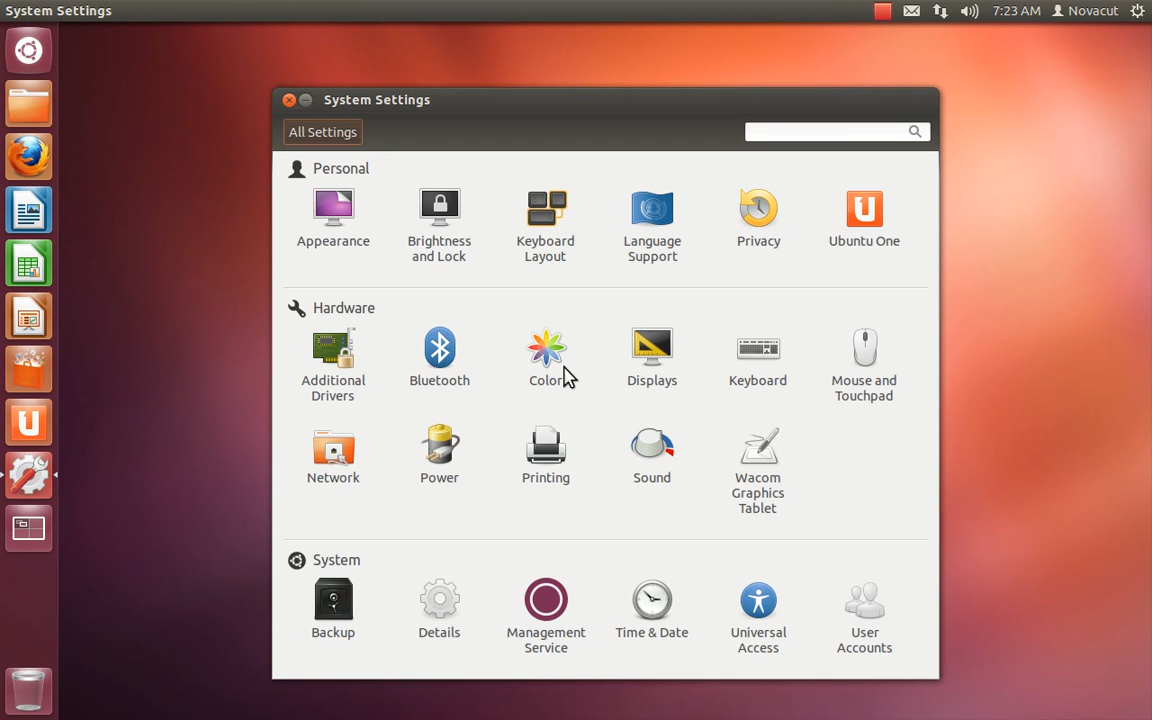 System Settings
7:23 AM
Novacut
System Settings
All Settings
Personal
Appearance
Brightness
and Lock
Keyboard
Layout
Language
Support
Privacy
Ubuntu One
Hardware
Additional
Drivers
Bluetooth
Color
Displays
Keyboard
Mouse and
Touchpad
Network
Power
Printing
Sound
Wacom
Graphics
Tablet
System
Backup
Details
Management
Service
Time & Date
Universal
Access
User
Accounts